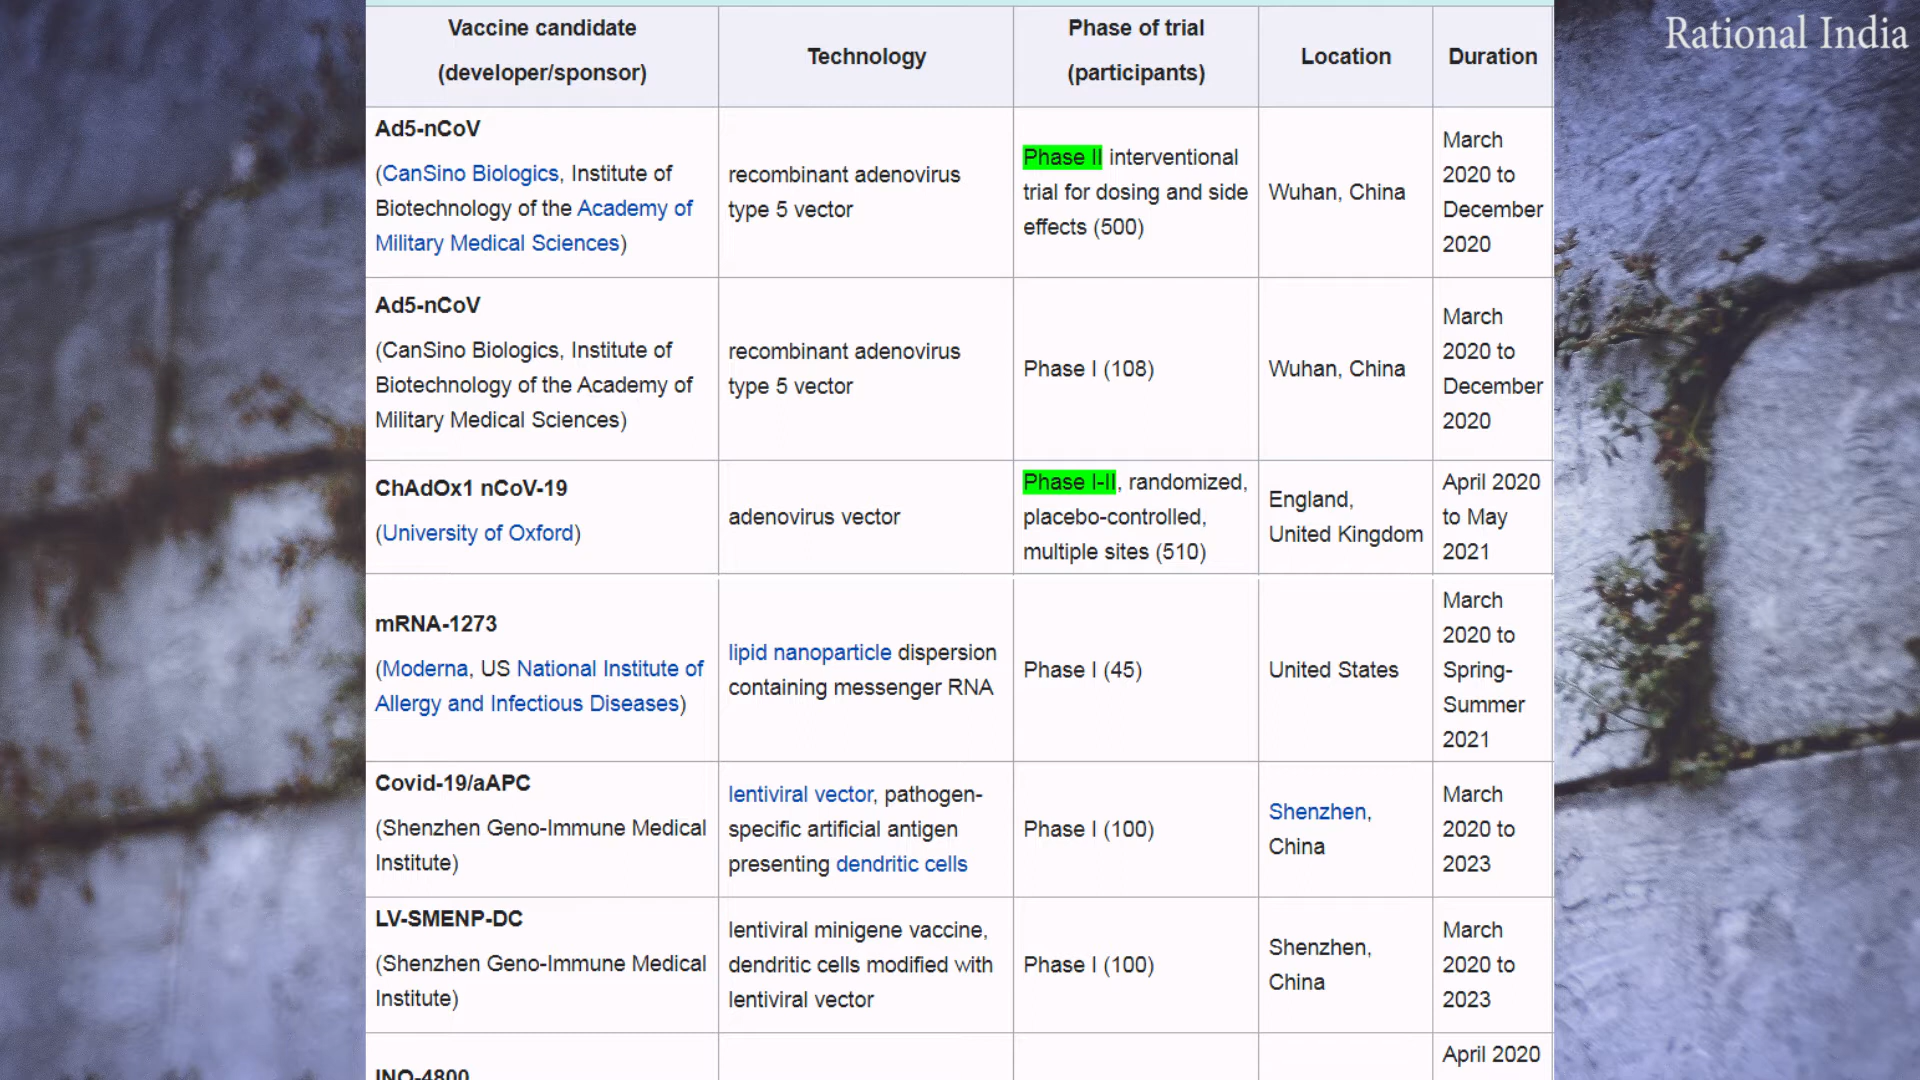 Rational India
Vaccine candidate
(developer/sponsor)
Technology
Phase of trial
(participants)
Location
Duration
Ad5-nCoV
(CanSino Biologics, Institute of
Biotechnology of the Academy of
Military Medical Sciences)
recombinant adenovirus
type 5 vector
Phase II interventional
trial for dosing and side
effects (500)
Wuhan, China
March
2020 to
December
2020
Ad5-nCoV
(CanSino Biologics, Institute of
Biotechnology of the Academy of
Military Medical Sciences)
recombinant adenovirus
type 5 vector
Phase I (108)
Wuhan, China
March
2020 to
December
2020
ChAdOx1 nCoV-19
(University of Oxford)
adenovirus vector
Phase I-II, randomized,
placebo-controlled,
multiple sites (510)
England,
United Kingdom
April 2020
to May
2021
mRNA-1273
(Moderna, US National Institute of
Allergy and Infectious Diseases)
lipid nanoparticle dispersion
containing messenger RNA
Phase I (45)
United States
March
2020 to
Spring-
Summer
2021
Covid-19/aAPC
(Shenzhen Geno-Immune Medical
Institute)
lentiviral vector, pathogen-
specific artificial antigen
presenting dendritic cells
Phase I (100)
Shenzhen,
China
March
2020 to
2023
LV-SMENP-DC
(Shenzhen Geno-Immune Medical
Institute)
lentiviral minigene vaccine,
dendritic cells modified with
lentiviral vector
Phase I (100)
Shenzhen,
China
March
2020 to
2023
INO-4800
April 2020